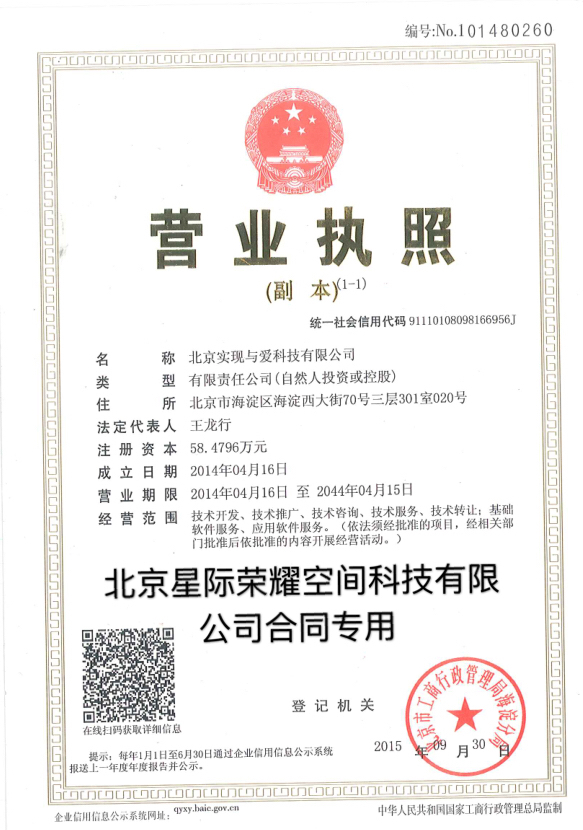 编号:No.101480260
营业执照
(副 本)(1-1)
统一社会信用代码 91110108098166956J
名 称 北京实现与爱科技有限公司
类 型 有限责任公司(自然人投资或控股)
住 所 北京市海淀区海淀西大街70号三层301室020号
法定代表人 王龙行
注册资本 58.4796万元
成立日期 2014年04月16日
营业期限 2014年04月16日 至 2044年04月15日
经营范围 技术开发、技术推广、技术咨询、技术服务、技术转让；基础
软件服务、应用软件服务。（依法须经批准的项目，经相关部
门批准后依批准的内容开展经营活动。）
北京星际荣耀空间科技有限
公司合同专用
在线扫码获取详细信息
登记机关
北京市工商行政管理局海淀分局
2015 年 09 月 30 日
提示：每年1月1日至6月30日通过企业信用信息公示系统
报送上一年度年度报告并公示。
企业信用信息公示系统网址： qyxy.baic.gov.cn
中华人民共和国国家工商行政管理总局监制